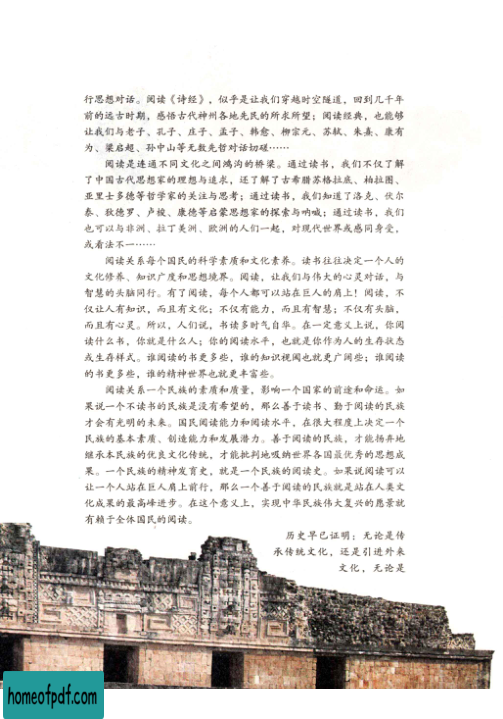 行思想对话。阅读《诗经》，似乎是让我们穿越时空隧道，回到几千年
前的远古时期，感悟古代神州各地先民的所求所望；阅读经典，也能够
让我们与老子、孔子、庄子、孟子、韩愈、柳宗元、苏轼、朱熹、康有
为、梁启超、孙中山等无数先哲对话切磋……
阅读是连通不同文化之间鸿沟的桥梁。通过读书，我们不仅了解
了中国古代思想家的理想与追求，还了解了古希腊苏格拉底、柏拉图、
亚里士多德等哲学家的关注与思考；通过读书，我们知道了洛克、伏尔
泰、狄德罗、卢梭、康德等启蒙思想家的探索与呐喊；通过读书，我们
也可以与非洲、拉丁美洲、欧洲的人们一起，对现代世界或感同身受，
或看法不一……
阅读关系每个国民的科学素质和文化素养。读书往往决定一个人的
文化修养、知识广度和思想境界。阅读，让我们与伟大的心灵对话，与
智慧的头脑同行。有了阅读，每个人都可以站在巨人的肩上！阅读，不
仅让人有知识，而且有文化；不仅有能力，而且有智慧；不仅有头脑，
而且有心灵。所以，人们说，书读多时气自华。在一定意义上说，你阅
读什么书，你就是什么人；你的阅读水平，也就是你作为人的生存状态
或生存样式。谁阅读的书更多些，谁的知识视阈也就更广阔些；谁阅读
的书更多些，谁的精神世界也就更丰富些。
阅读关系一个民族的素质和质量，影响一个国家的前途和命运。如
果说一个不读书的民族是没有希望的，那么善于读书、勤于阅读的民族
才会有光明的未来。国民阅读能力和阅读水平，在很大程度上决定一个
民族的基本素质、创造能力和发展潜力。善于阅读的民族，才能扬弃地
继承本民族的优良文化传统，才能批判地吸纳世界各国最优秀的思想成
果。一个民族的精神发育史，就是一个民族的阅读史。如果说阅读可以
让一个人站在巨人肩上前行，那么一个善于阅读的民族就是站在人类文
化成果的最高峰进步。在这个意义上，实现中华民族伟大复兴的愿景就
有赖于全体国民的阅读。
历史早已证明：无论是传
承传统文化，还是引进外来
文化，无论是
homeofpdf.com